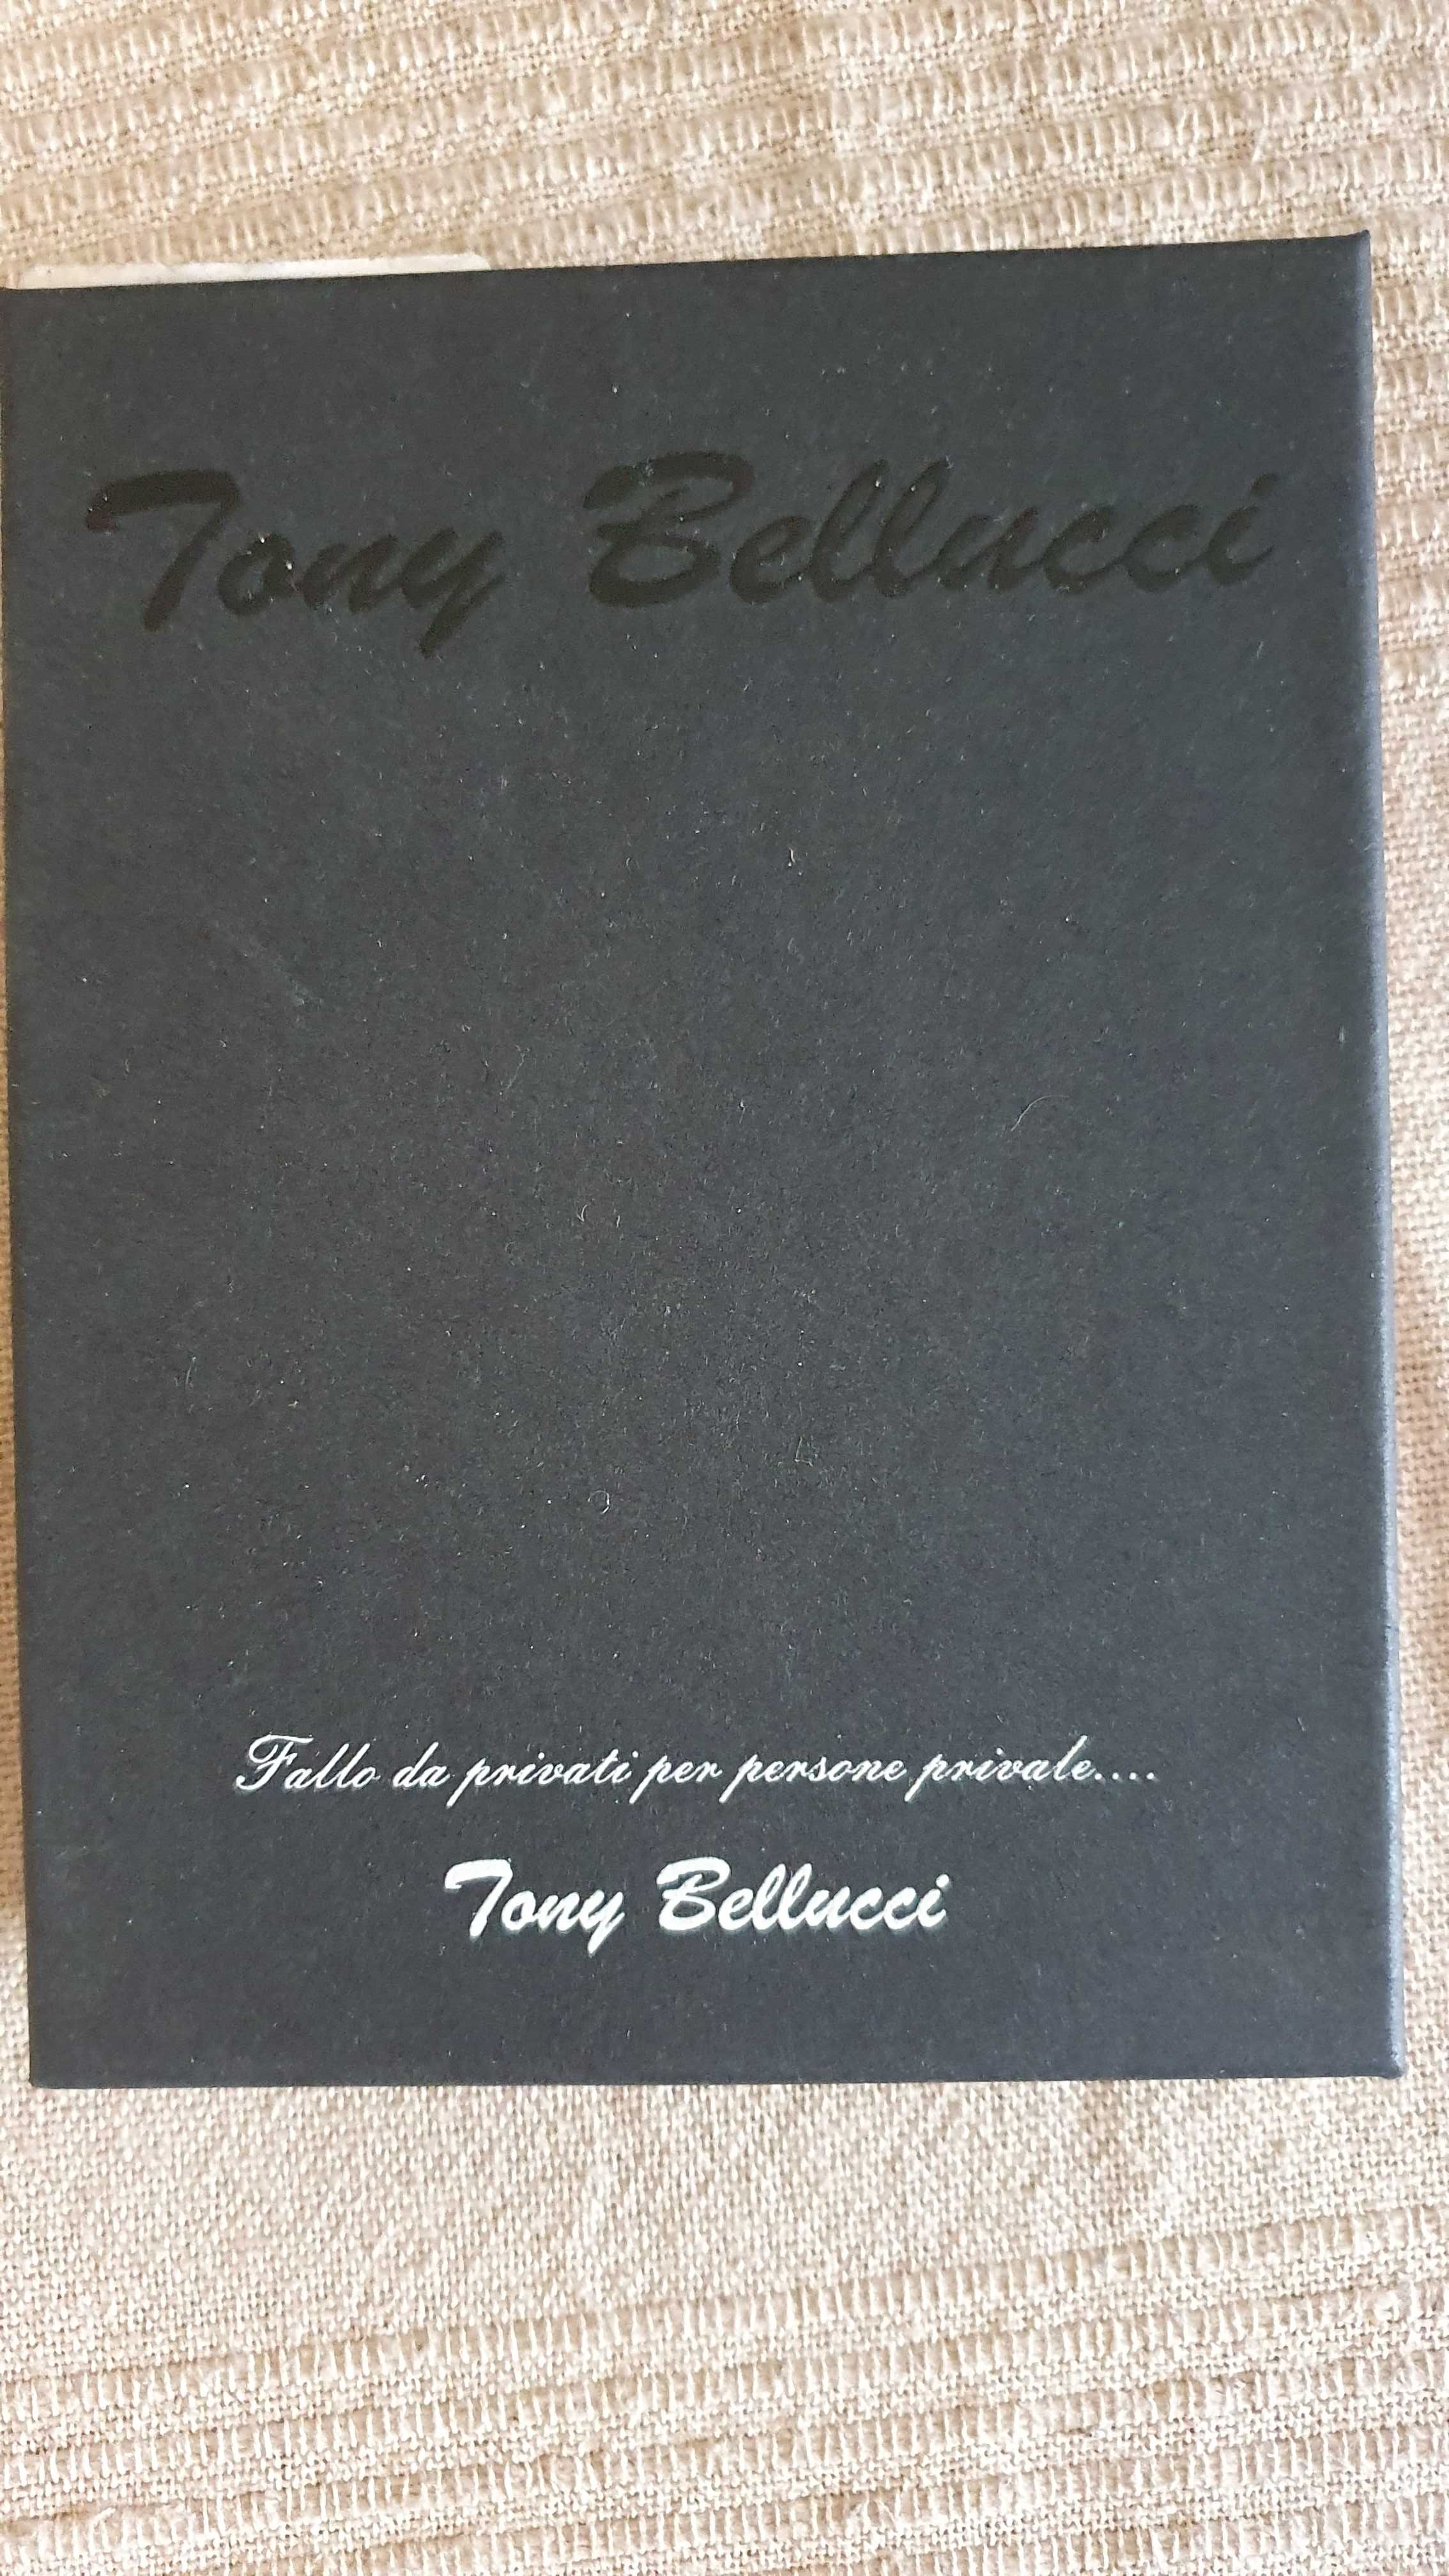 Tony Bellucci
Fallo da privati per persone privale....
Tony Bellucci